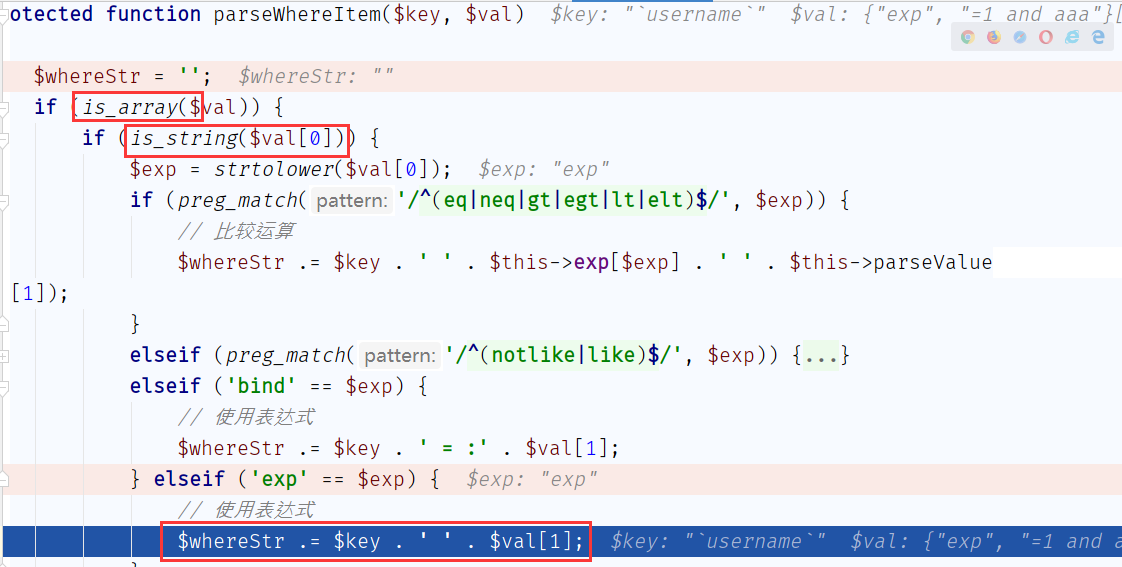 otected function parseWhereItem($key, $val) $key: "`username`" $val: {"exp", "=1 and aaa"}[
$whereStr = ''; $whereStr: ""
if (is_array($val)) {
if (is_string($val[0])) {
$exp = strtolower($val[0]); $exp: "exp"
if (preg_match( pattern: '/^(eq|neq|gt|egt|lt|elt)$/', $exp)) {
// 比较运算
$whereStr .= $key . ' ' . $this->exp[$exp] . ' ' . $this->parseValue
[1]);
}
elseif (preg_match( pattern: '/^(notlike|like)$/', $exp)) {...}
elseif ('bind' == $exp) {
// 使用表达式
$whereStr .= $key . ' = :' . $val[1];
} elseif ('exp' == $exp) { $exp: "exp"
// 使用表达式
$whereStr .= $key . ' ' . $val[1]; $key: "`username`" $val: {"exp", "=1 and a